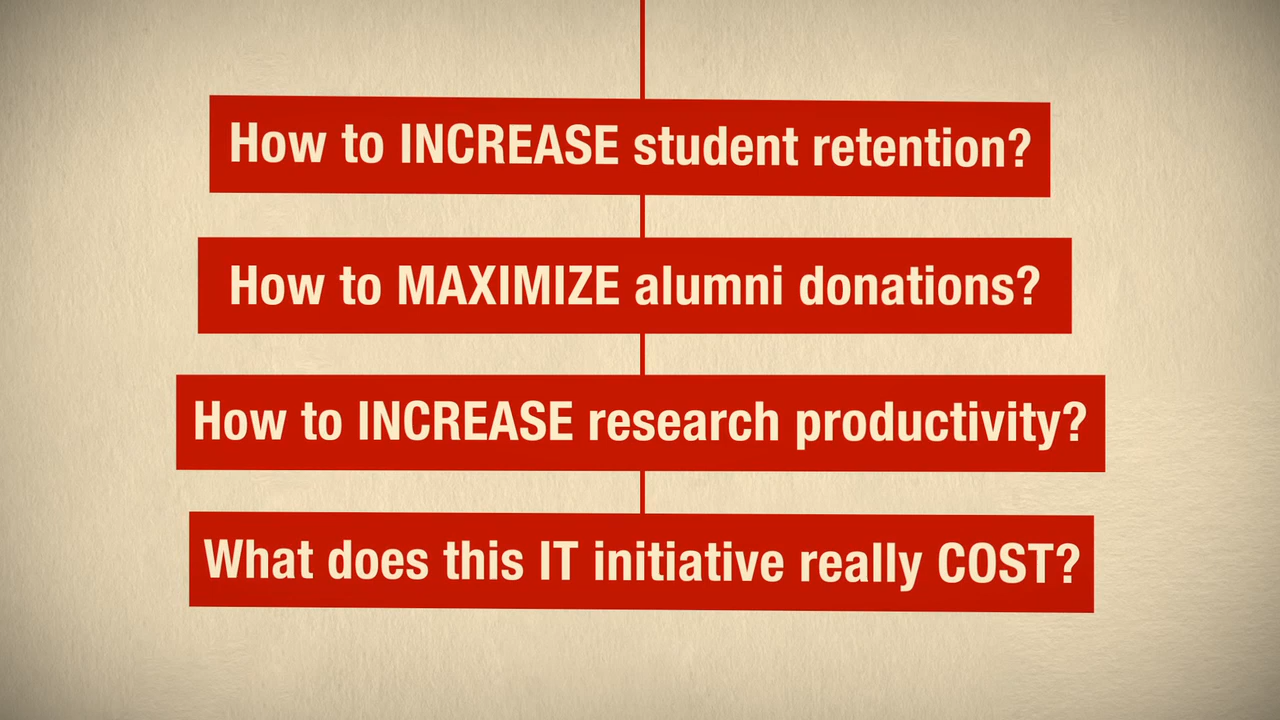 How to INCREASE student retention?
How to MAXIMIZE alumni donations?
How to INCREASE research productivity?
What does this IT initiative really COST?